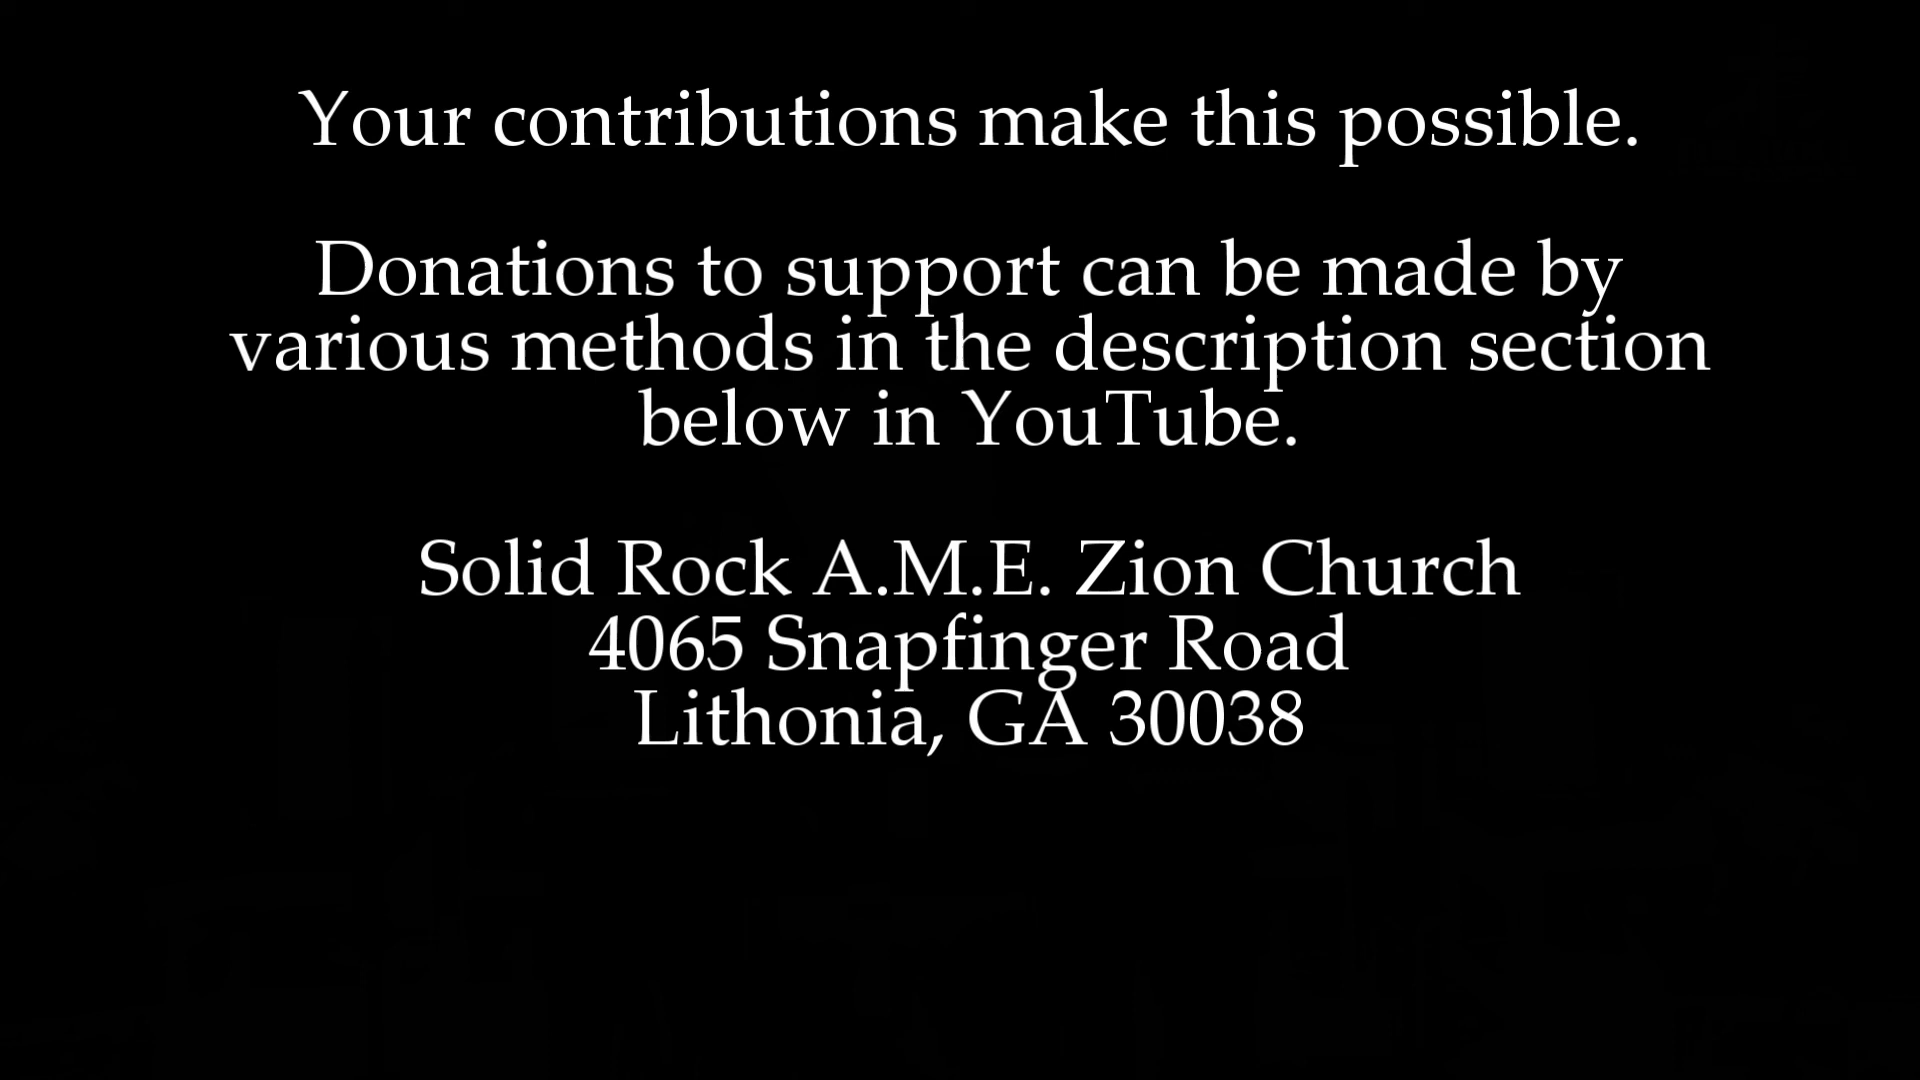 Your contributions make this possible.
Donations to support can be made by
various methods in the description section
below in YouTube.
Solid Rock A.M.E. Zion Church
4065 Snapfinger Road
Lithonia, GA 30038